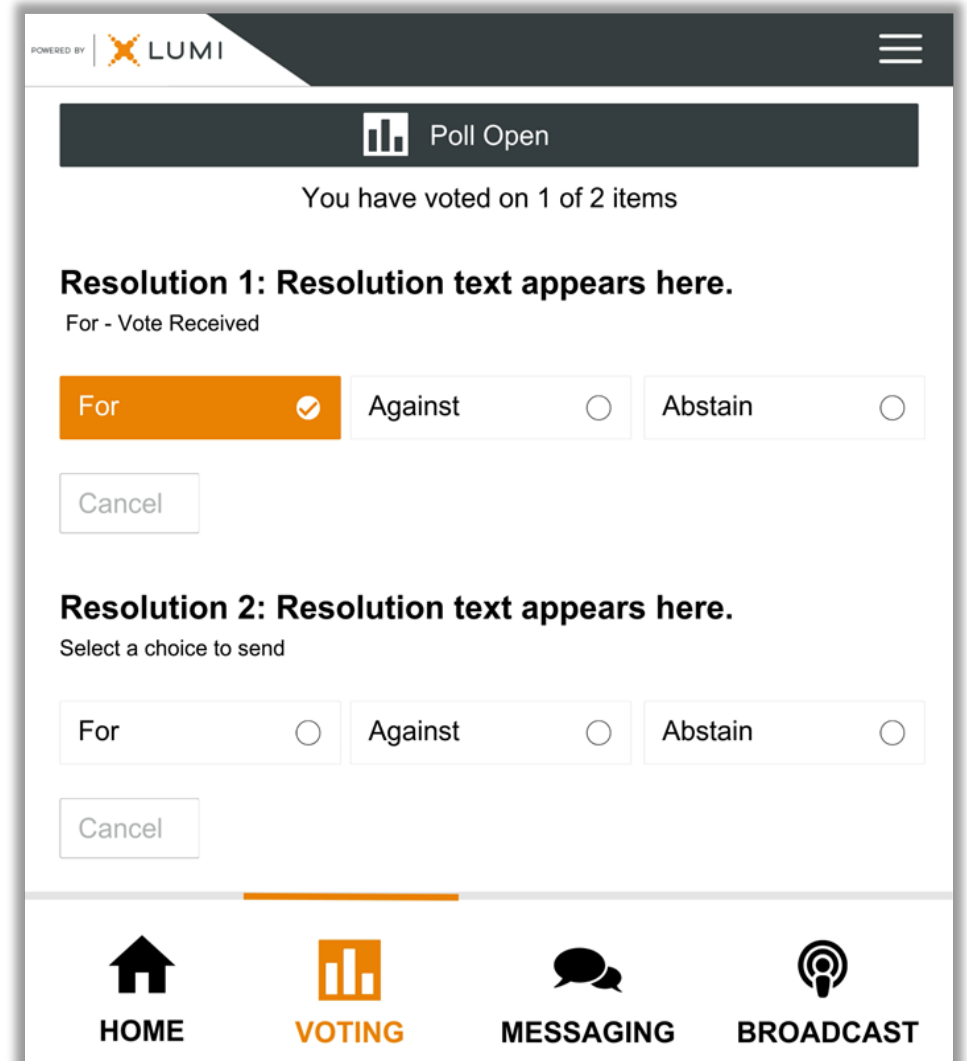 POWERED BY LUMI
Poll Open
You have voted on 1 of 2 items
Resolution 1: Resolution text appears here.
For - Vote Received
For Against Abstain
Cancel
Resolution 2: Resolution text appears here.
Select a choice to send
For Against Abstain
Cancel
HOME VOTING MESSAGING BROADCAST